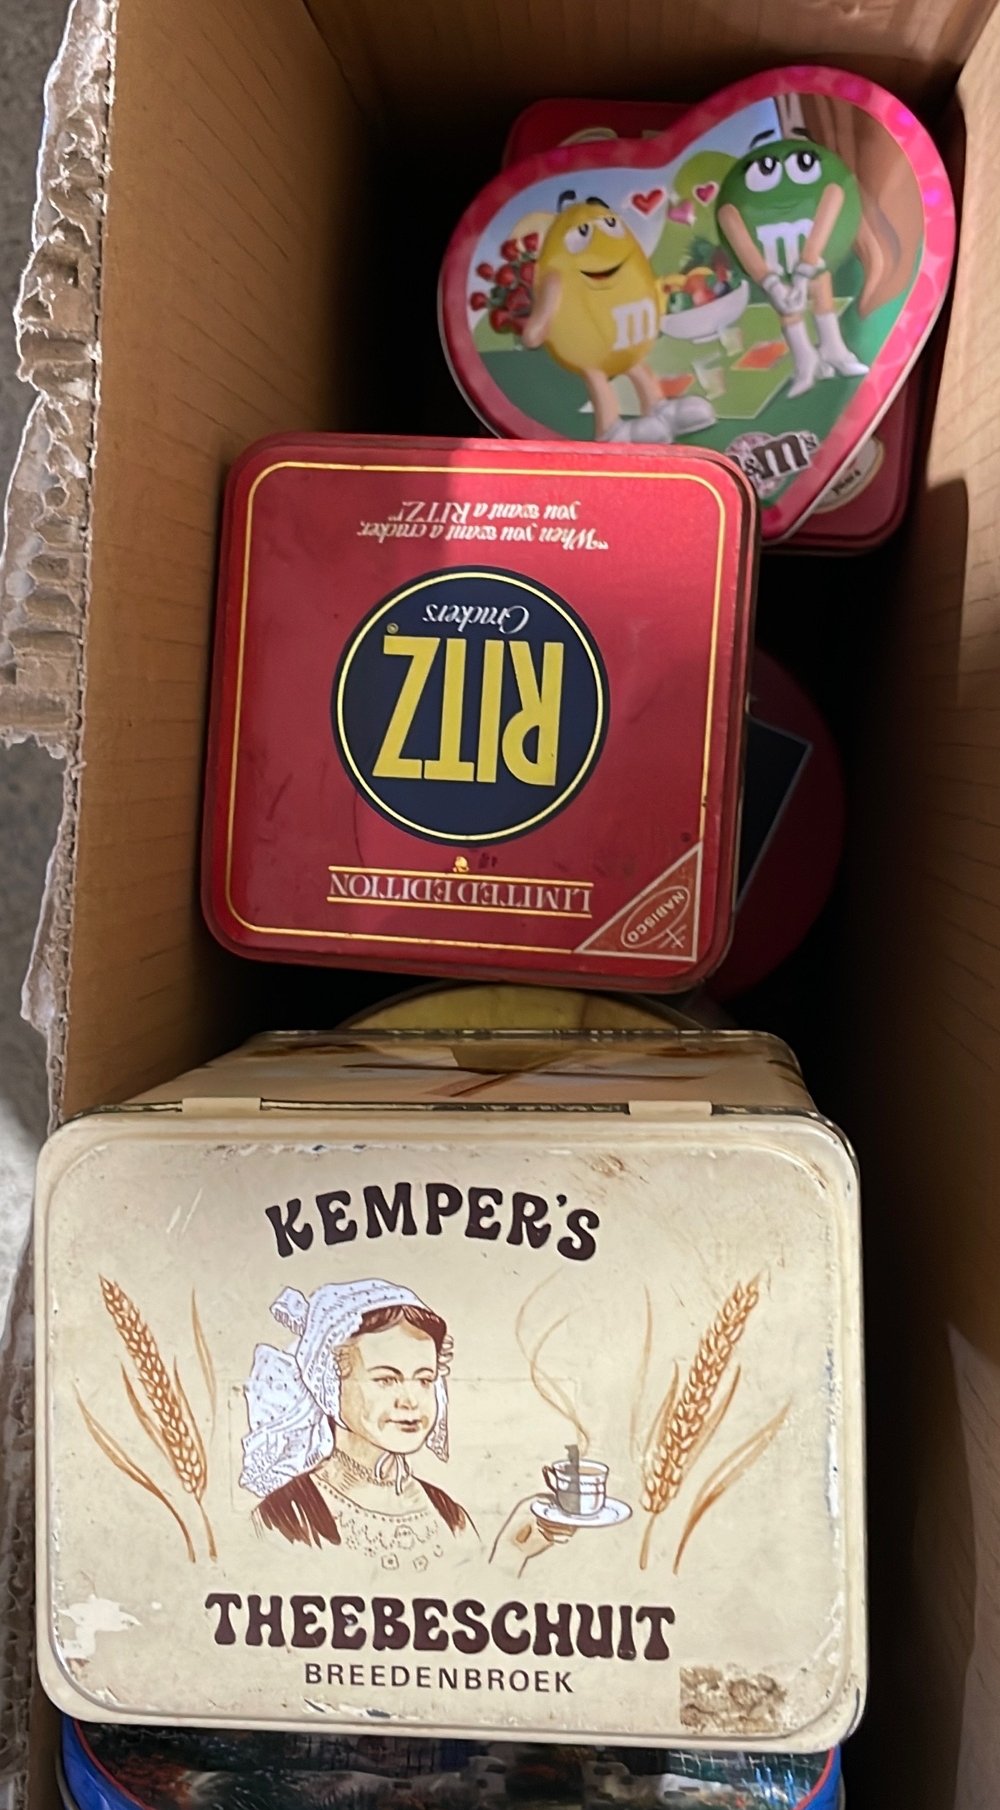 m
m
M&M's
"When you want a cracker,
you want a RITZ!"
Crackers
RITZ®
LIMITED EDITION
NABISCO
KEMPER'S
THEEBESCHUIT
BREEDENBROEK